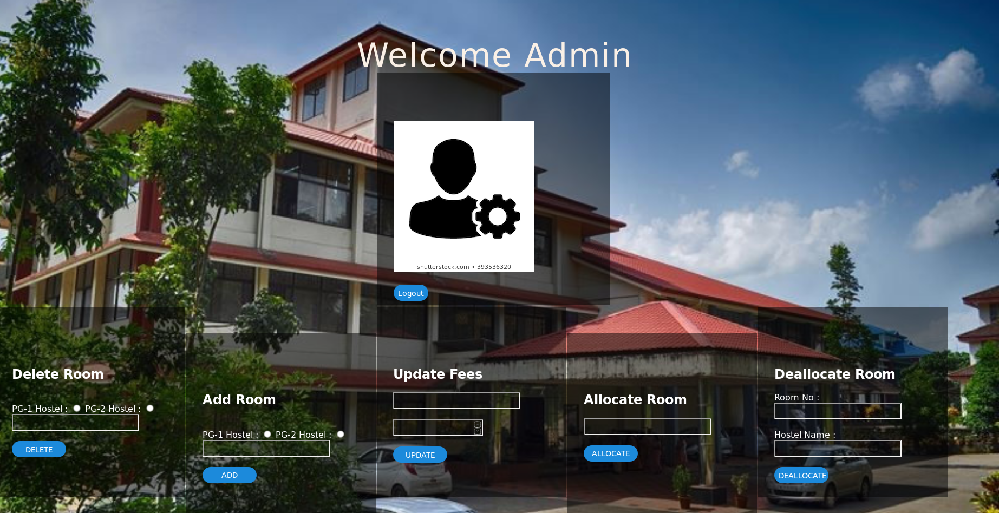 Welcome Admin
shutterstock.com • 393536320
Logout
Delete Room
PG-1 Hostel : PG-2 Hostel :
DELETE
Add Room
PG-1 Hostel : PG-2 Hostel :
ADD
Update Fees
UPDATE
Allocate Room
ALLOCATE
Deallocate Room
Room No :
Hostel Name :
DEALLOCATE